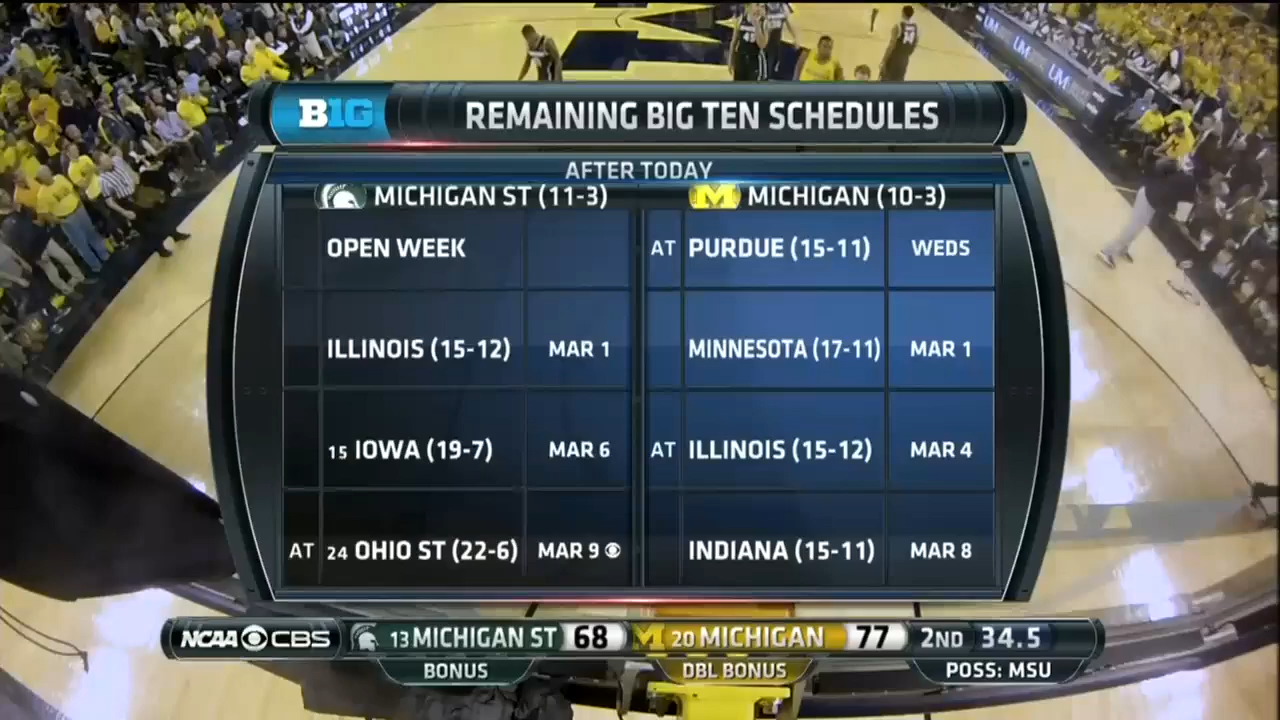 B1G REMAINING BIG TEN SCHEDULES
AFTER TODAY
MICHIGAN ST (11-3) M MICHIGAN (10-3)
OPEN WEEK AT PURDUE (15-11) WEDS
ILLINOIS (15-12) MAR 1 MINNESOTA (17-11) MAR 1
15 IOWA (19-7) MAR 6 AT ILLINOIS (15-12) MAR 4
AT 24 OHIO ST (22-6) MAR 9 INDIANA (15-11) MAR 8
NCAA CBS 13 MICHIGAN ST 68 M 20 MICHIGAN 77 2ND 34.5
BONUS DBL BONUS POSS: MSU